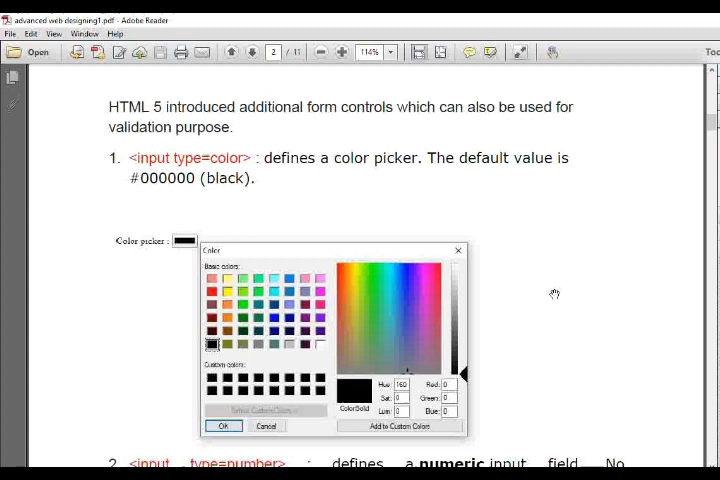 advanced web designing1.pdf - Adobe Reader
File Edit View Window Help
Open 2 / 11 114% Too
HTML 5 introduced additional form controls which can also be used for
validation purpose.
1. <input type=color> : defines a color picker. The default value is
#000000 (black).
Color picker :
Color
Basic colors:
Custom colors:
Define Custom Colors >>
OK Cancel
Color|Solid
Hue: 160 Red: 0
Sat: 0 Green: 0
Lum: 0 Blue: 0
Add to Custom Colors
2. <input type=number> : defines a numeric input field. No